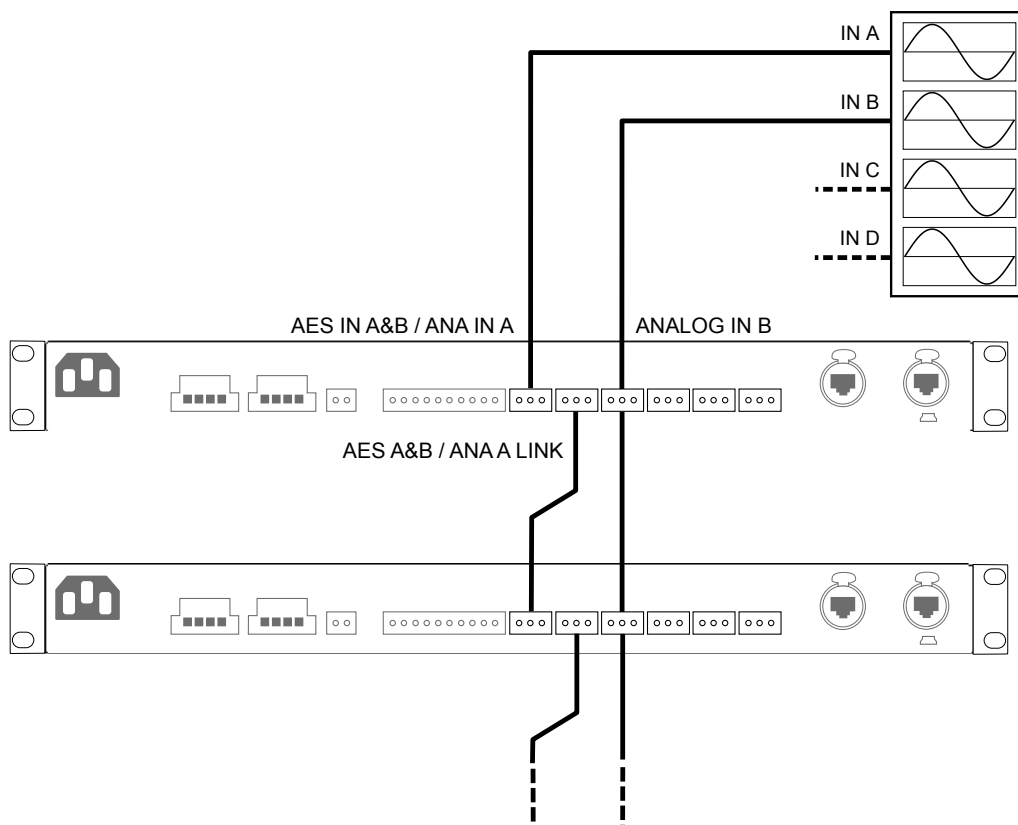 IN A
IN B
IN C
IN D
AES IN A&B / ANA IN A
ANALOG IN B
AES A&B / ANA A LINK